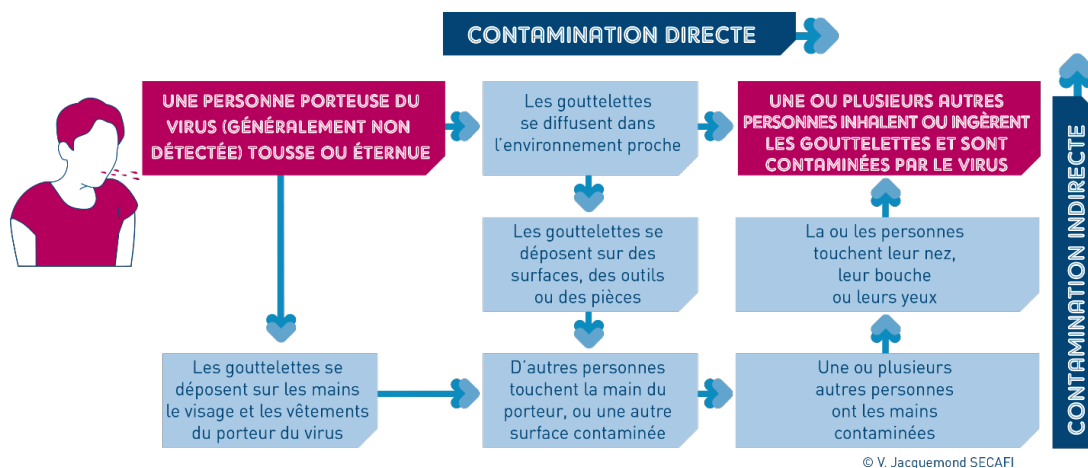 CONTAMINATION DIRECTE
UNE PERSONNE PORTEUSE DU
VIRUS (GÉNÉRALEMENT NON
DÉTECTÉE) TOUSSE OU ÉTERNUE
Les gouttelettes
se diffusent dans
l'environnement proche
UNE OU PLUSIEURS AUTRES
PERSONNES INHALENT OU INGÈRENT
LES GOUTTELETTES ET SONT
CONTAMINÉES PAR LE VIRUS
Les gouttelettes se
déposent sur des
surfaces, des outils
ou des pièces
La ou les personnes
touchent leur nez,
leur bouche
ou leurs yeux
Les gouttelettes se
déposent sur les mains
le visage et les vêtements
du porteur du virus
D'autres personnes
touchent la main du
porteur, ou une autre
surface contaminée
Une ou plusieurs
autres personnes
ont les mains
contaminées
CONTAMINATION INDIRECTE
© V. Jacquemond SECAFI